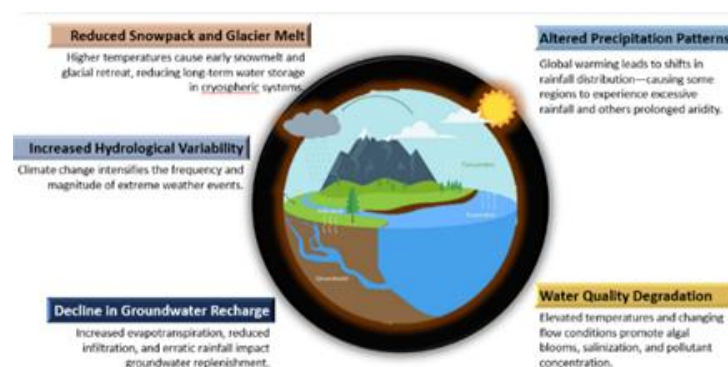 Reduced Snowpack and Glacier Melt
Higher temperatures cause early snowmelt and
glacial retreat, reducing long-term water storage
in cryospheric systems.
Increased Hydrological Variability
Climate change intensifies the frequency and
magnitude of extreme weather events.
Decline in Groundwater Recharge
Increased evapotranspiration, reduced
infiltration, and erratic rainfall impact
groundwater replenishment.
Altered Precipitation Patterns
Global warming leads to shifts in
rainfall distribution—causing some
regions to experience excessive
rainfall and others prolonged aridity.
Water Quality Degradation
Elevated temperatures and changing
flow conditions promote algal
blooms, salinization, and pollutant
concentration.